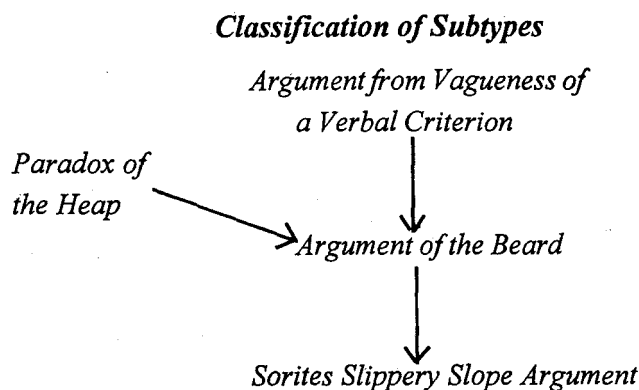 Classification of Subtypes
Argument from Vagueness of
a Verbal Criterion
Paradox of
the Heap
Argument of the Beard
Sorites Slippery Slope Argument